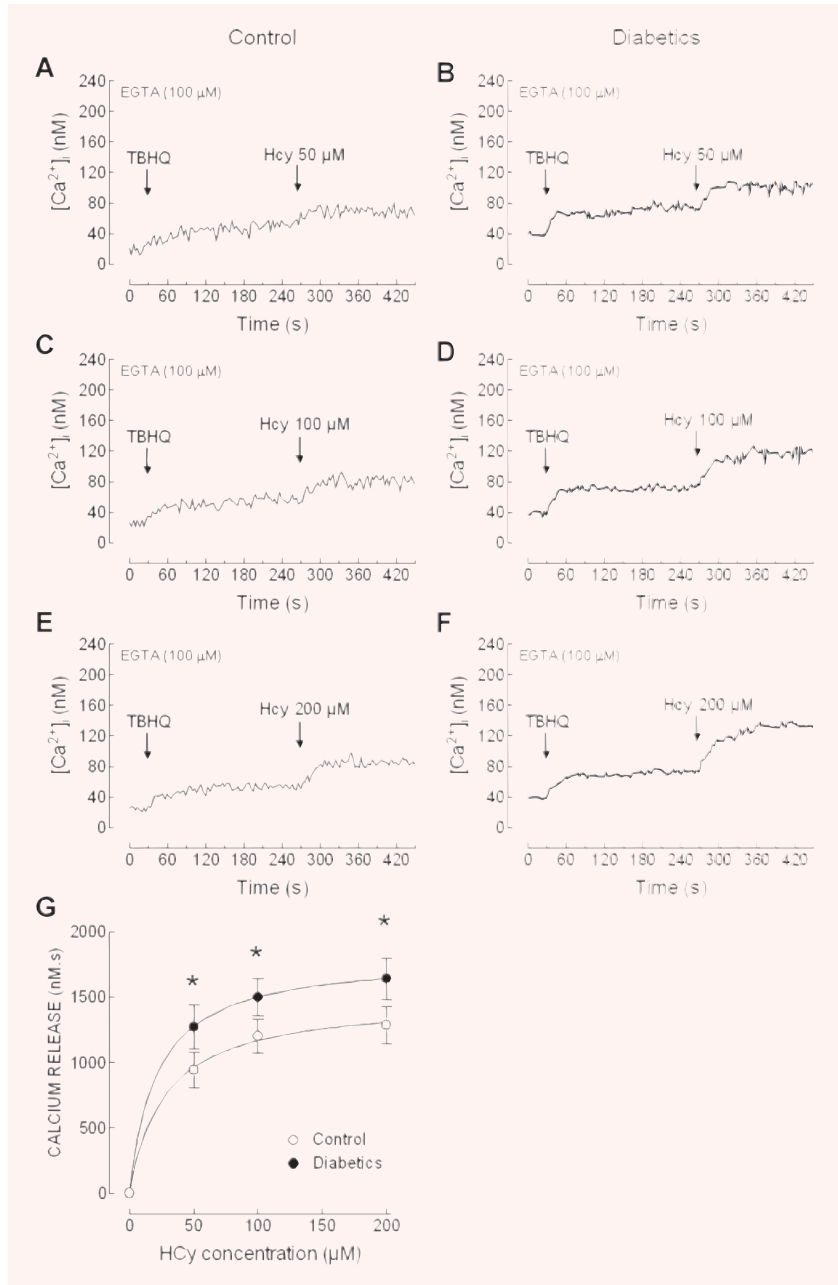 Control
Diabetics
A
EGTA (100 µM)
TBHQ
Hcy 50 µM
[Ca²⁺]ᵢ (nM)
240
200
160
120
80
40
0
0 60 120 180 240 300 360 420
Time (s)
B
EGTA (100 µM)
TBHQ
Hcy 50 µM
[Ca²⁺]ᵢ (nM)
240
200
160
120
80
40
0
0 60 120 180 240 300 360 420
Time (s)
C
EGTA (100 µM)
TBHQ
Hcy 100 µM
[Ca²⁺]ᵢ (nM)
240
200
160
120
80
40
0
0 60 120 180 240 300 360 420
Time (s)
D
EGTA (100 µM)
TBHQ
Hcy 100 µM
[Ca²⁺]ᵢ (nM)
240
200
160
120
80
40
0
0 60 120 180 240 300 360 420
Time (s)
E
EGTA (100 µM)
TBHQ
Hcy 200 µM
[Ca²⁺]ᵢ (nM)
240
200
160
120
80
40
0
0 60 120 180 240 300 360 420
Time (s)
F
EGTA (100 µM)
TBHQ
Hcy 200 µM
[Ca²⁺]ᵢ (nM)
240
200
160
120
80
40
0
0 60 120 180 240 300 360 420
Time (s)
G
CALCIUM RELEASE (nM.s)
2000
1500
1000
500
0
* * *
Control
Diabetics
0 50 100 150 200
HCy concentration (µM)